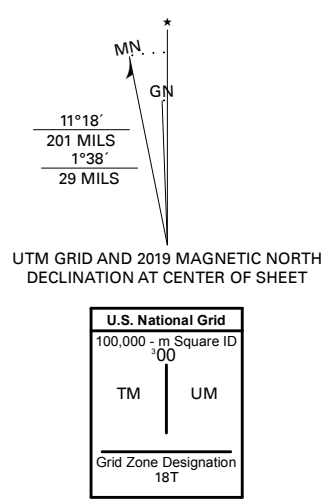 ★
MN
GN
11°18´
201 MILS
1°38´
29 MILS
UTM GRID AND 2019 MAGNETIC NORTH
DECLINATION AT CENTER OF SHEET
U.S. National Grid
100,000 - m Square ID
³00
TM UM
Grid Zone Designation
18T